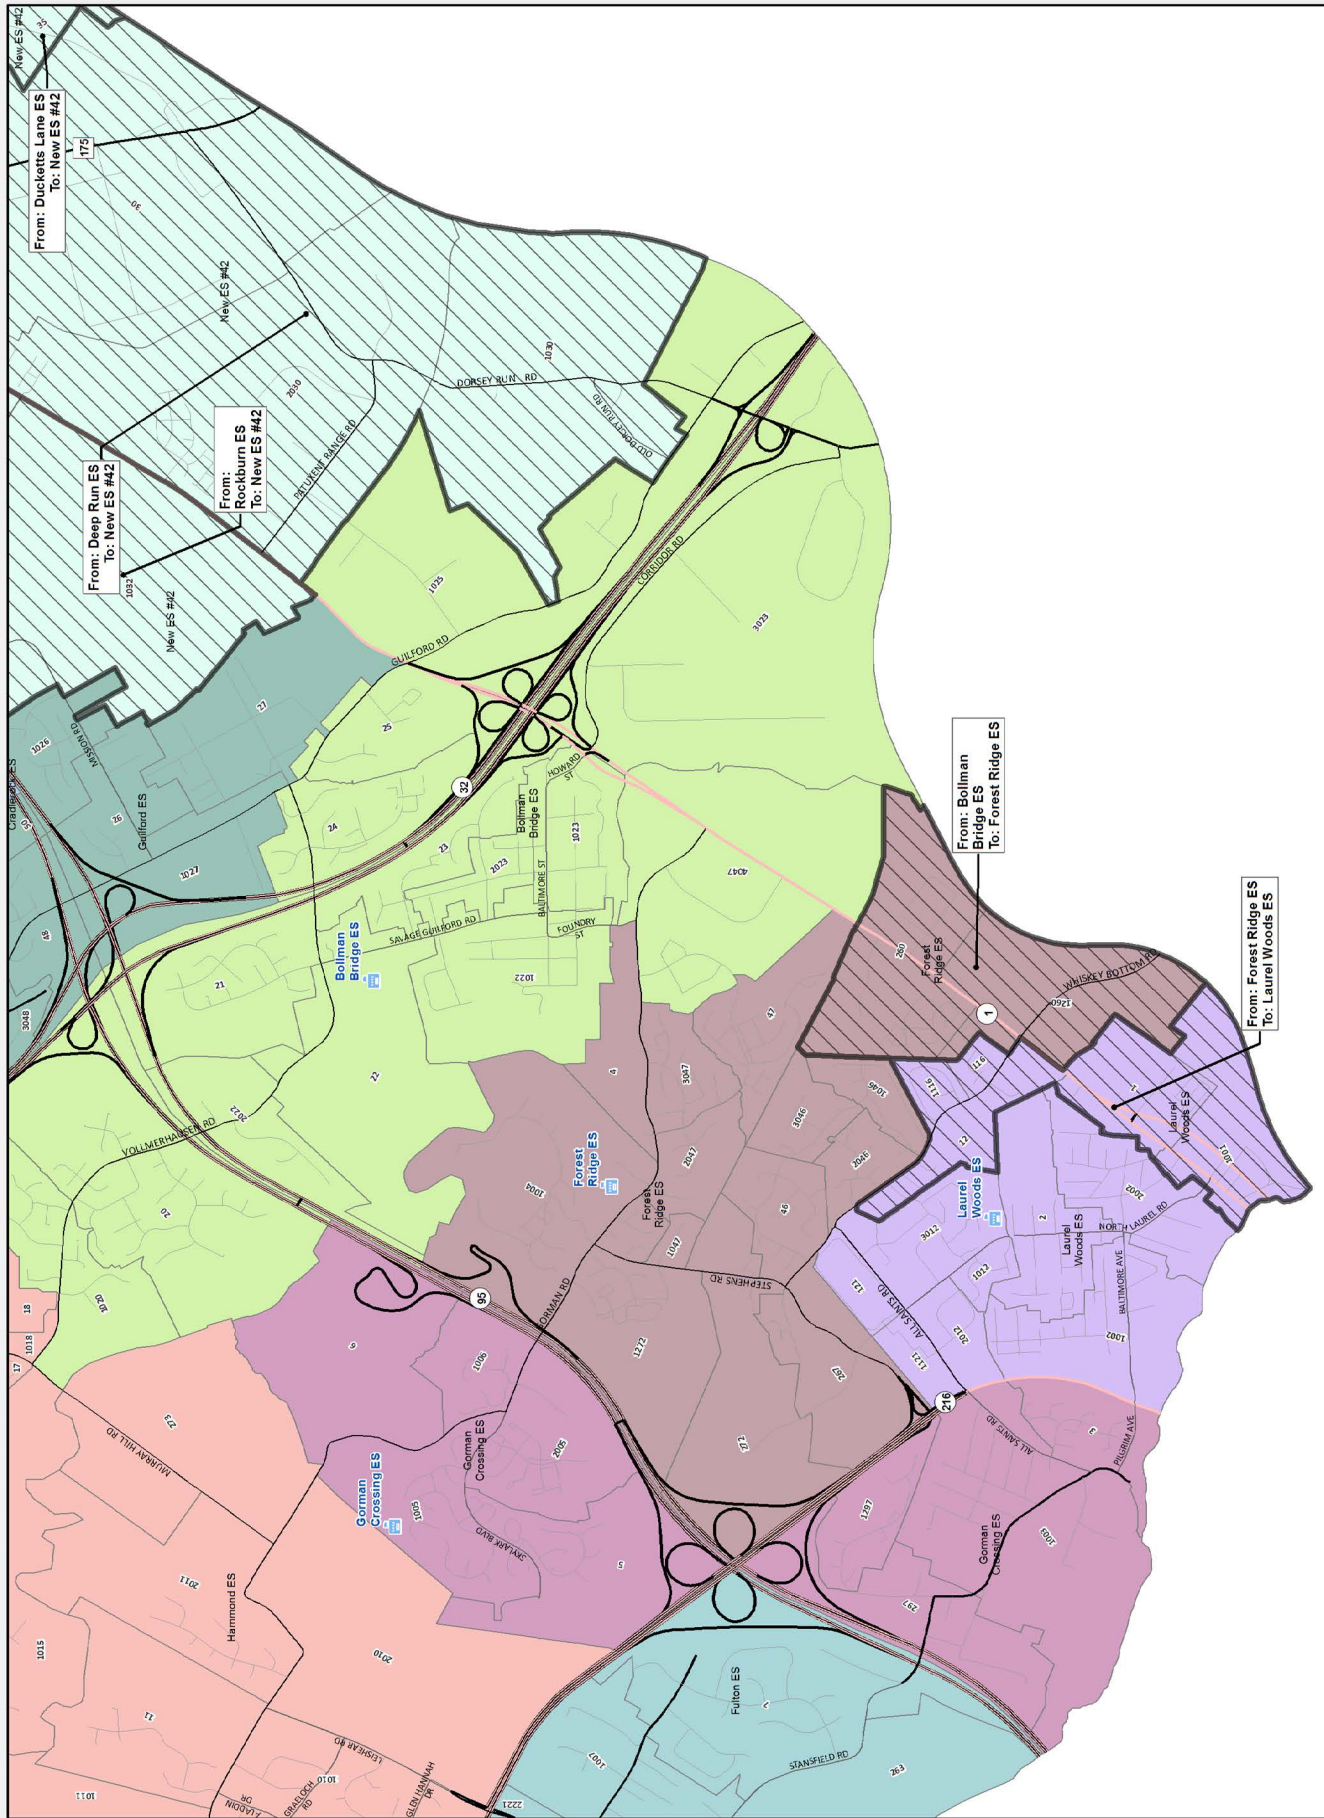 New ES #42
35
From: Ducketts Lane ES
To: New ES #42
175
30
New ES #42
From: Deep Run ES
To: New ES #42
From:
Rockburn ES
To: New ES #42
2030
1030
DORSEY RUN RD
OLD DORSEY RUN RD
PATUXENT RANGE RD
1032
New ES #42
1025
GUILFORD RD
CORRIDOR RD
3023
Cradlerock ES
50
1026
MISSION RD
27
26
Guilford ES
1027
48
3048
25
24
32
23
2023
HOWARD
ST
Bollman
Bridge ES
1023
BALTIMORE ST
SAVAGE GUILFORD RD
FOUNDRY
ST
4047
Bollman
Bridge ES
21
1022
22
2022
VOLLMERHAUSEN RD
20
1020
18
1018
17
From: Bollman
Bridge ES
To: Forest Ridge ES
260
Forest
Ridge ES
WHISKEY BOTTOM RD
1260
1
From: Forest Ridge ES
To: Laurel Woods ES
4
47
3047
1046
3046
2046
2047
46
1004
Forest
Ridge ES
Forest
Ridge ES
1047
STEPHENS RD
GORMAN RD
95
1272
267
272
116
1116
12
1
Laurel
Woods ES
1001
Laurel
Woods ES
3012
2
2002
NORTH LAUREL RD
Laurel
Woods ES
1012
BALTIMORE AVE
121
ALL SAINTS RD
2012
1002
1121
216
6
1006
Gorman
Crossing ES
2005
Gorman
Crossing ES
1005
SKYLARK BLVD
5
273
MURRAY HILL RD
2011
Hammond ES
2010
1015
11
LEISHEAR RD
1010
1011
ALADDIN
DR
GRAELOCH
RD
GLEN HANNAH
DR
2221
ALL SAINTS RD
3
PILGRIM AVE
1297
Gorman
Crossing ES
1003
297
Fulton ES
7
1007
STANSFIELD RD
263